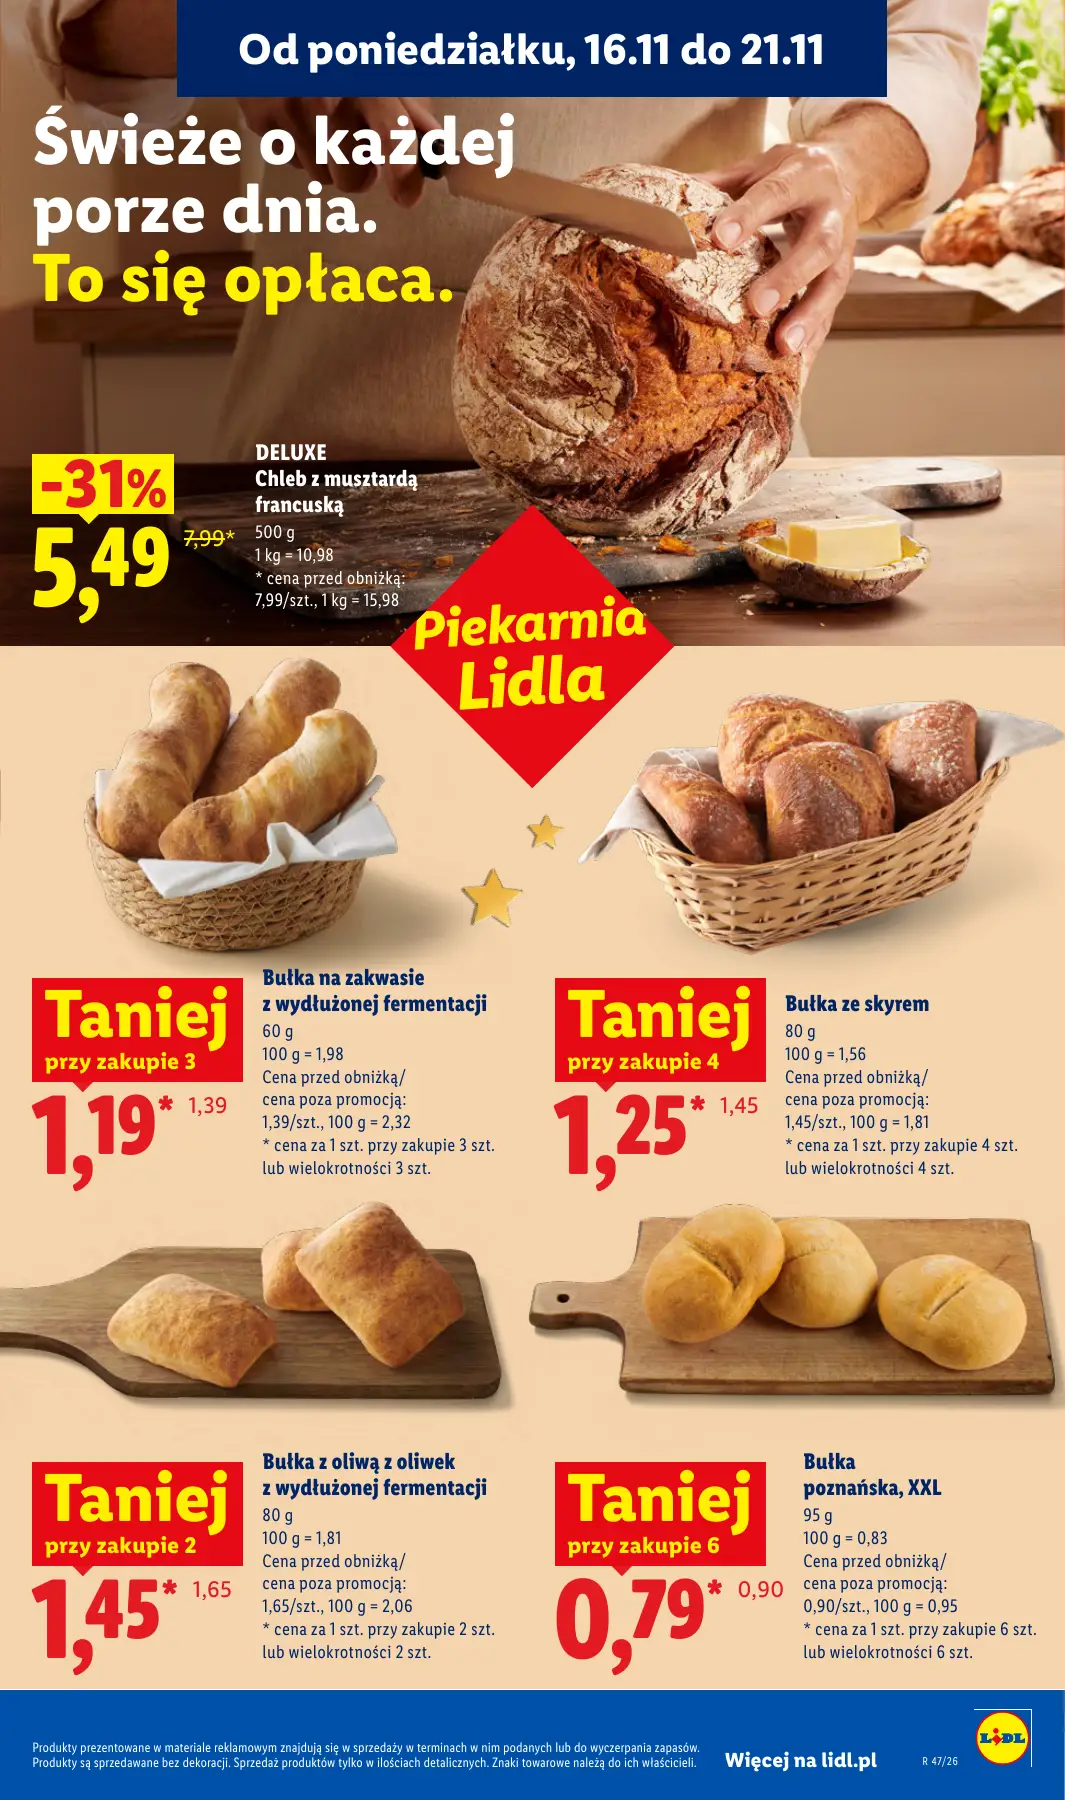 Od poniedziałku, 16.11 do 21.11
Świeże o każdej
porze dnia.
To się opłaca.
-31%
5,49
7,99*
DELUXE
Chleb z musztardą
francuską
500 g
1 kg = 10,98
* cena przed obniżką:
7,99/szt., 1 kg = 15,98
Piekarnia
Lidla
Taniej
przy zakupie 3
1,19*
1,39
Bułka na zakwasie
z wydłużonej fermentacji
60 g
100 g = 1,98
Cena przed obniżką/
cena poza promocją:
1,39/szt., 100 g = 2,32
* cena za 1 szt. przy zakupie 3 szt.
lub wielokrotności 3 szt.
Taniej
przy zakupie 4
1,25*
1,45
Bułka ze skyrem
80 g
100 g = 1,56
Cena przed obniżką/
cena poza promocją:
1,45/szt., 100 g = 1,81
* cena za 1 szt. przy zakupie 4 szt.
lub wielokrotności 4 szt.
Taniej
przy zakupie 2
1,45*
1,65
Bułka z oliwą z oliwek
z wydłużonej fermentacji
80 g
100 g = 1,81
Cena przed obniżką/
cena poza promocją:
1,65/szt., 100 g = 2,06
* cena za 1 szt. przy zakupie 2 szt.
lub wielokrotności 2 szt.
Taniej
przy zakupie 6
0,79*
0,90
Bułka
poznańska, XXL
95 g
100 g = 0,83
Cena przed obniżką/
cena poza promocją:
0,90/szt., 100 g = 0,95
* cena za 1 szt. przy zakupie 6 szt.
lub wielokrotności 6 szt.
Produkty prezentowane w materiale reklamowym znajdują się w sprzedaży w terminach w nim podanych lub do wyczerpania zapasów.
Produkty są sprzedawane bez dekoracji. Sprzedaż produktów tylko w ilościach detalicznych. Znaki towarowe należą do ich właścicieli.
Więcej na lidl.pl
R 47/26
LIDL